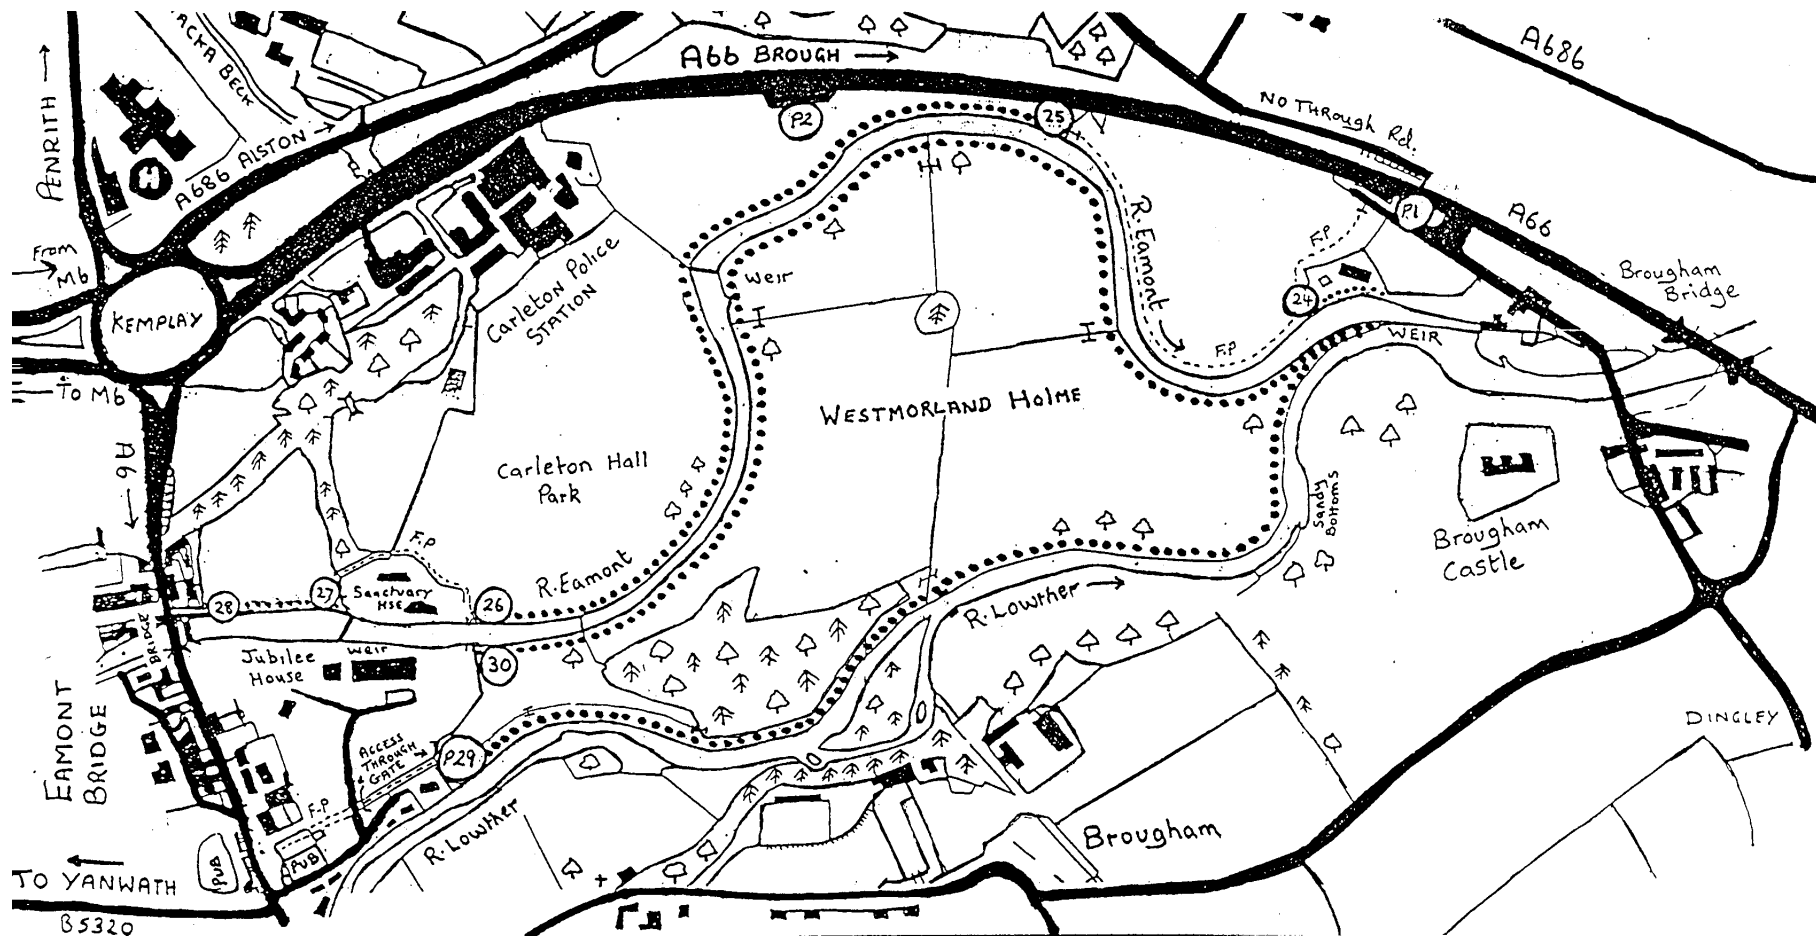 PENRITH
ACKA BECK
A686 ALSTON
A66 BROUGH
A686
NO THROUGH Rd.
A66
P2
25
P1
From
M6
H
KEMPLAY
To M6
A6
Carleton Police
STATION
Weir
R. Eamont
F.P
24
F.P
WEIR
Brougham
Bridge
WESTMORLAND HOLME
Carleton Hall
Park
Sandy
Bottoms
Brougham
Castle
F.P
R. Eamont
28
27
Sanctuary
HSE
26
BRIDGE
Jubilee
House
Weir
30
R. Lowther
EAMONT
BRIDGE
ACCESS
THROUGH
GATE
P29
F.P
R. Lowther
DINGLEY
Brougham
PUB
PUB
TO YANWATH
B5320